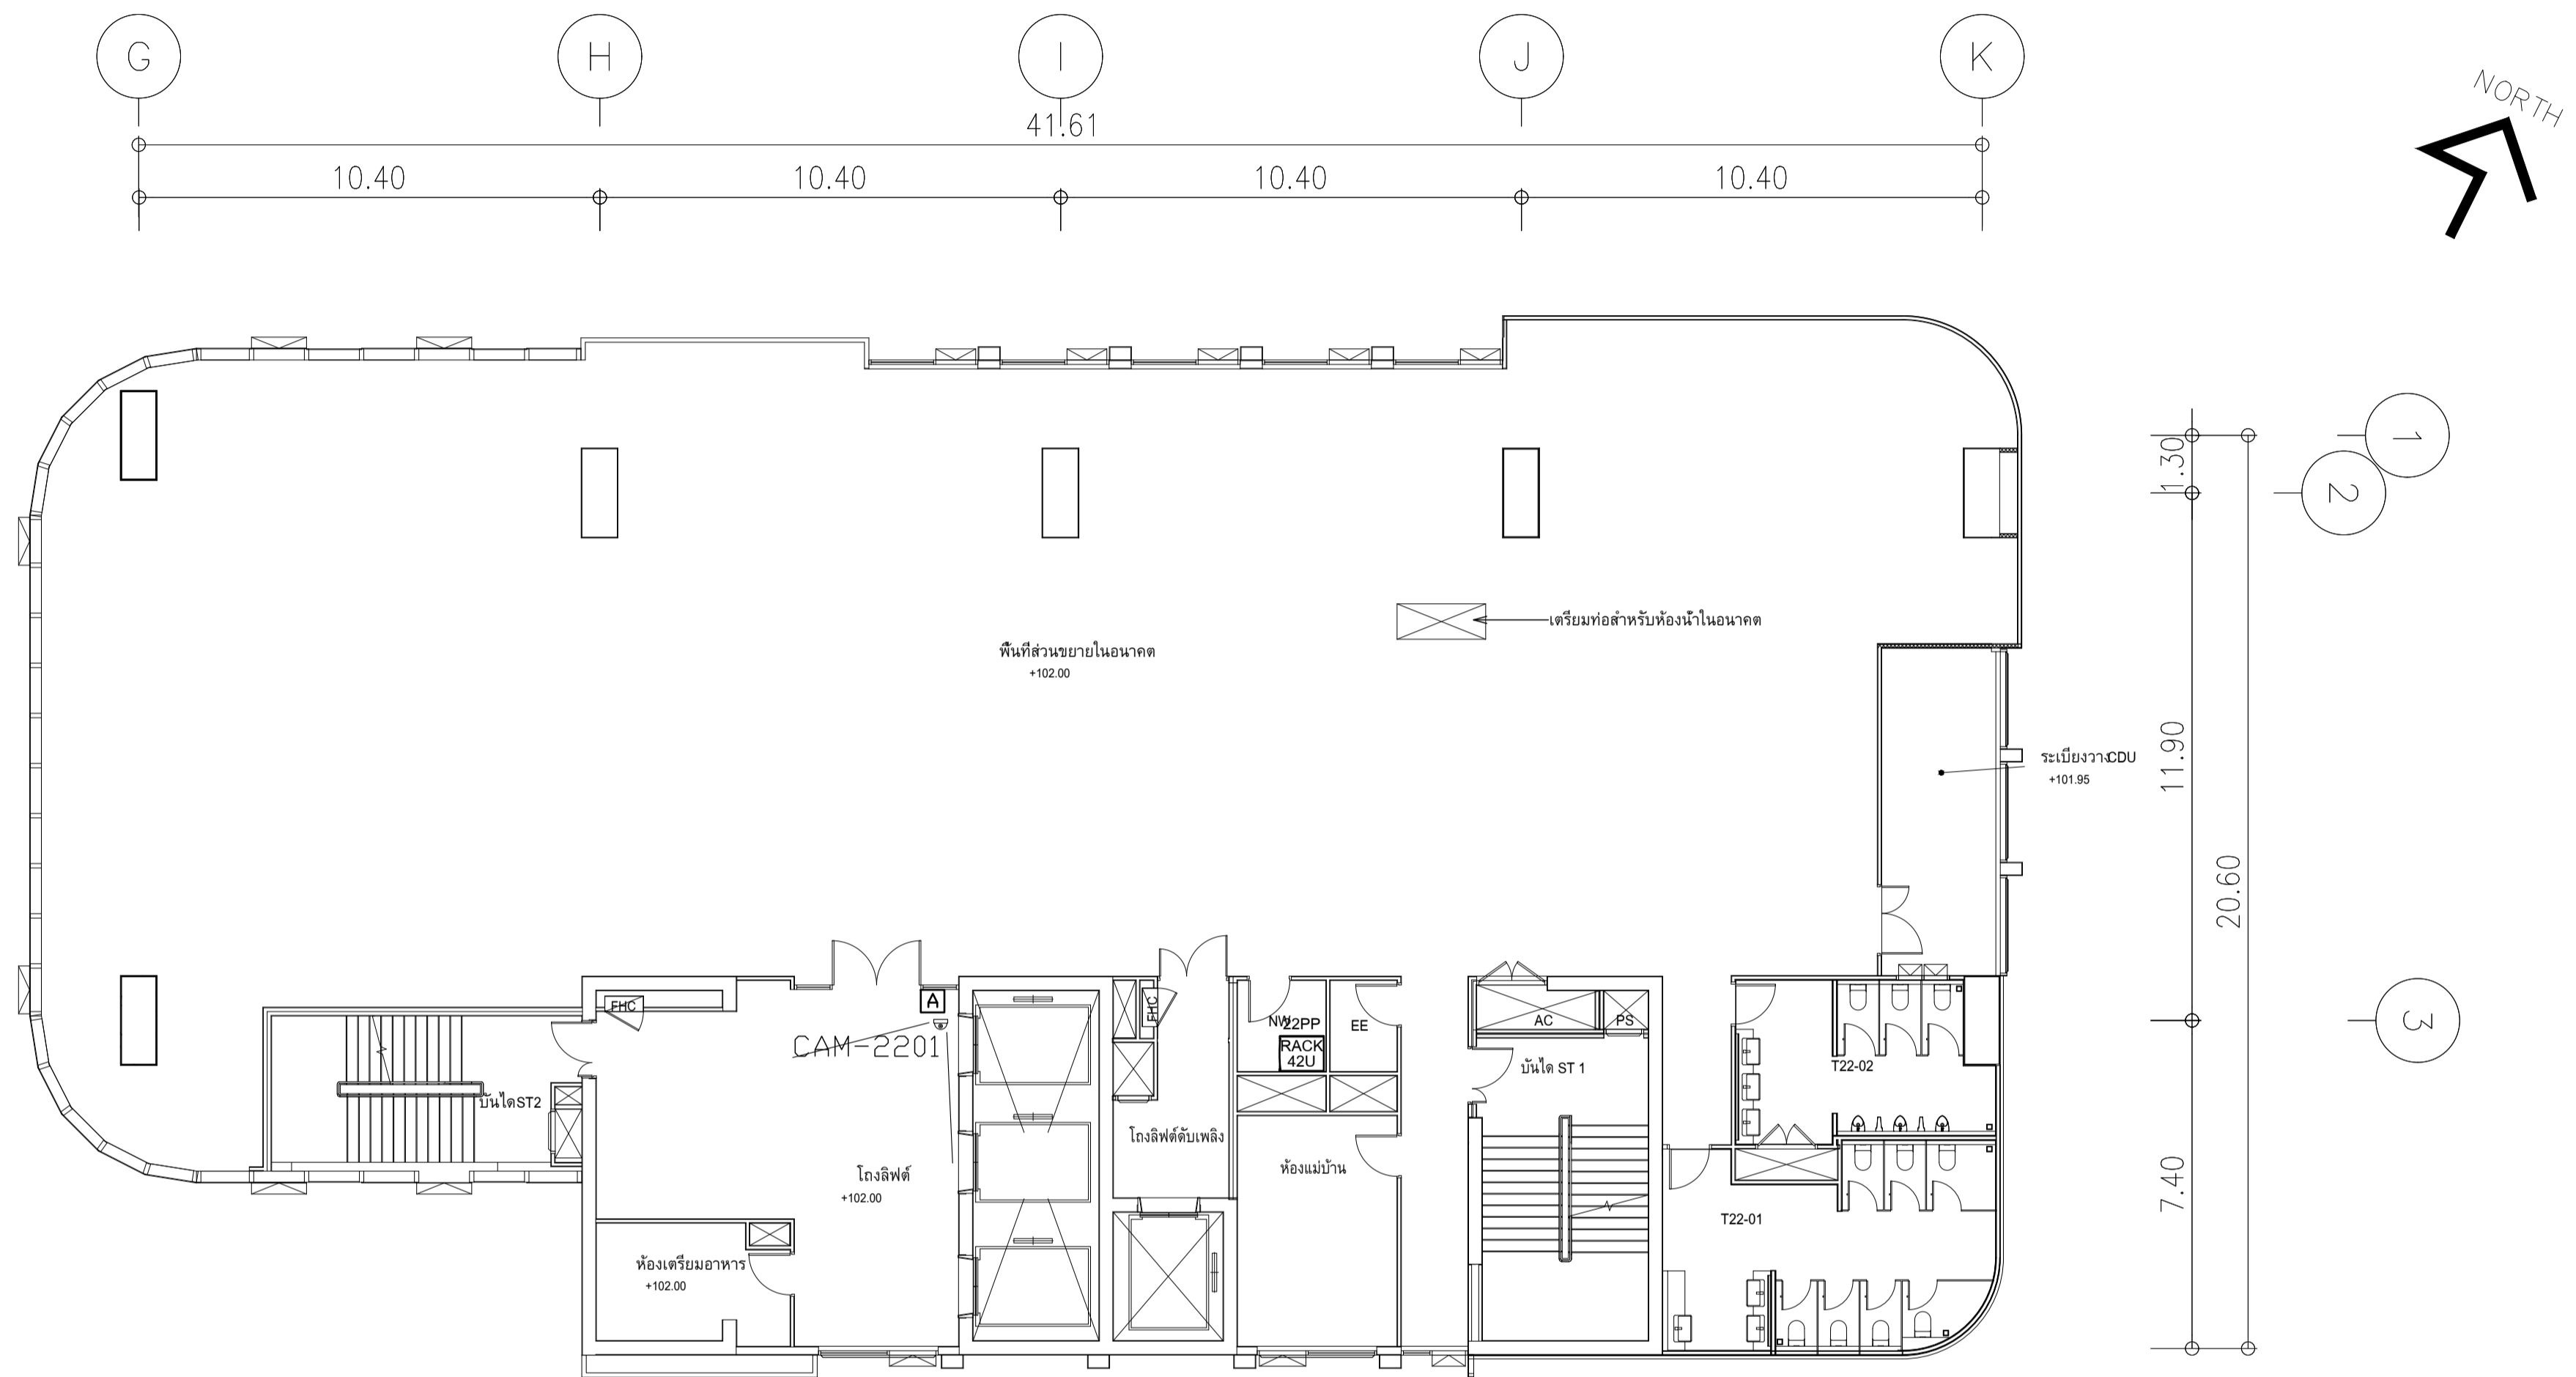 G
H
I
J
K
NORTH
41.61
10.40
10.40
10.40
10.40
1
2
3
1.30
11.90
7.40
20.60
เตรียมท่อสำหรับห้องน้ำในอนาคต
พื้นที่ส่วนขยายในอนาคต
+102.00
ระเบียงวางCDU
+101.95
FHC
A
CAM-2201
บันไดST2
โถงลิฟต์
+102.00
ห้องเตรียมอาหาร
+102.00
FHC
โถงลิฟต์ดับเพลิง
NW
22PP
RACK
42U
EE
ห้องแม่บ้าน
AC
PS
บันได ST 1
T22-02
T22-01